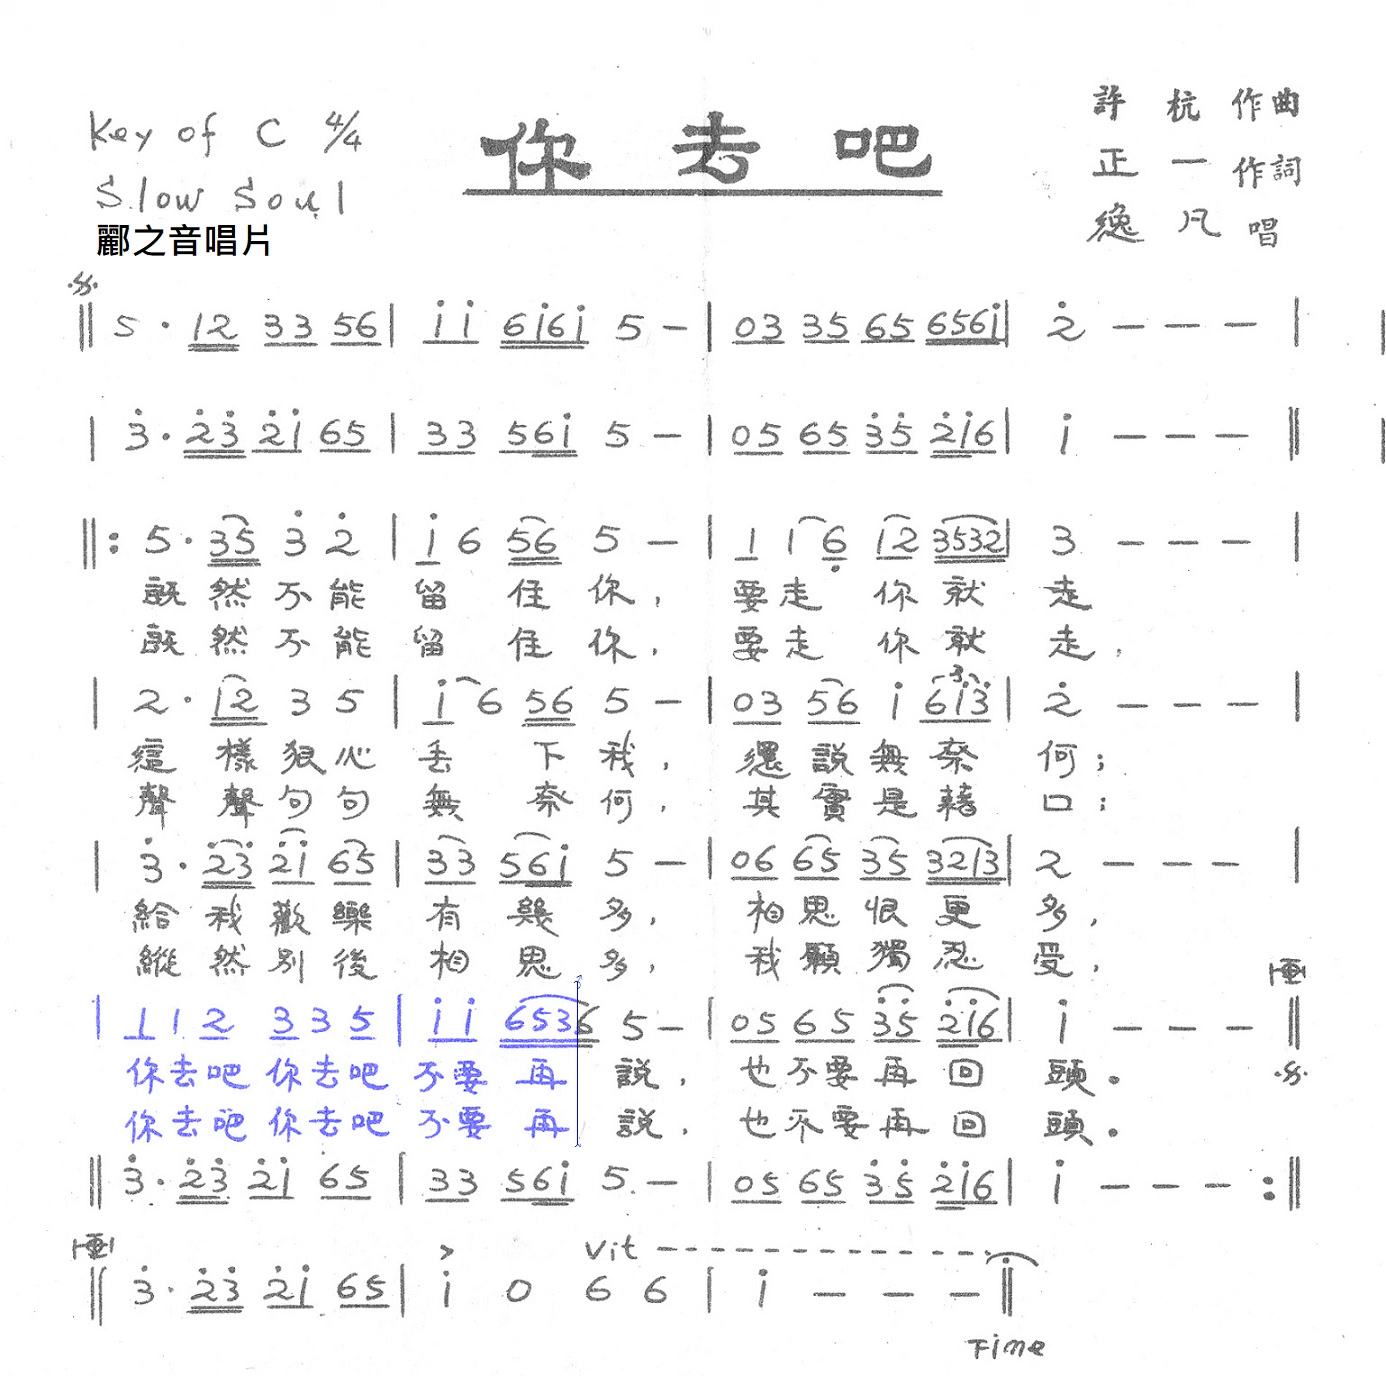 Key of C 4/4
你去吧
許杭作曲
Slow Soul
正一作詞
酈之音唱片
逸凡唱
5 · 12 33 56 | i i 6i6i 5 — | 03 35 65 656i | 2 — — — |
| 3 · 23 2i 65 | 33 56i 5 — | 05 65 35 2i6 | i — — — ‖
‖: 5 · 35 3 2 | i 6 56 5 — | 1 1 6 12 3532 | 3 — — — |
既然不能留住你，要走你就走
既然不能留住你，要走你就走，
| 2 · 12 3 5 | i 6 56 5 — | 03 56 i 6i3 | 2 — — — |
3
這樣狠心丢下我，還說無奈何；
聲聲句句無奈何，其實是藉口；
| 3 · 23 2i 65 | 33 56i 5 — | 06 65 35 3213 | 2 — — — |
給我歡樂有幾多，相思恨更多，
縱然別後相思多，我願獨忍受，
| 1 1 2 3 3 5 | i i 6536 5 — | 05 65 35 2i6 | i — — — ‖
你去吧你去吧不要再說，也不要再回頭。
你去吧你去吧不要再說，也不要再回頭。
‖ 3 · 23 2i 65 | 33 56i 5 — | 05 65 35 2i6 | i — — — :‖
Vit
‖ 3 · 23 2i 65 | i 0 6 6 | i — — — ‖
Fine